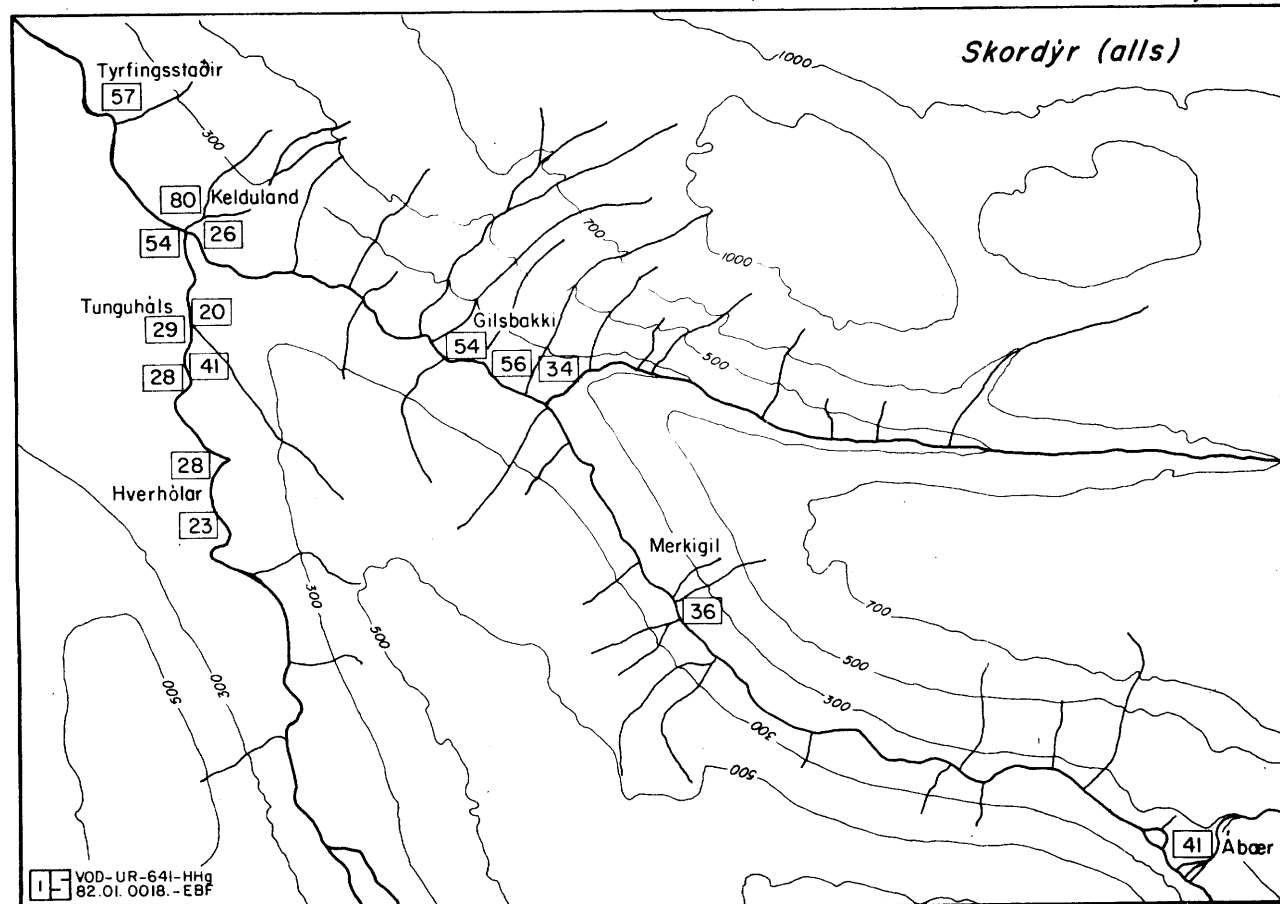 Skordýr (alls)
1000
Tyrfingsstaðir
57
300
80
Kelduland
54
26
700
1000
Tunguháls
20
29
Gilsbakki
54
56
34
500
28
41
28
Hverhólar
23
Merkigil
36
300
500
700
500
300
300
500
300
500
41
Ábær
OS
VOD-UR-641-HHg
82.01.0018.-EBF